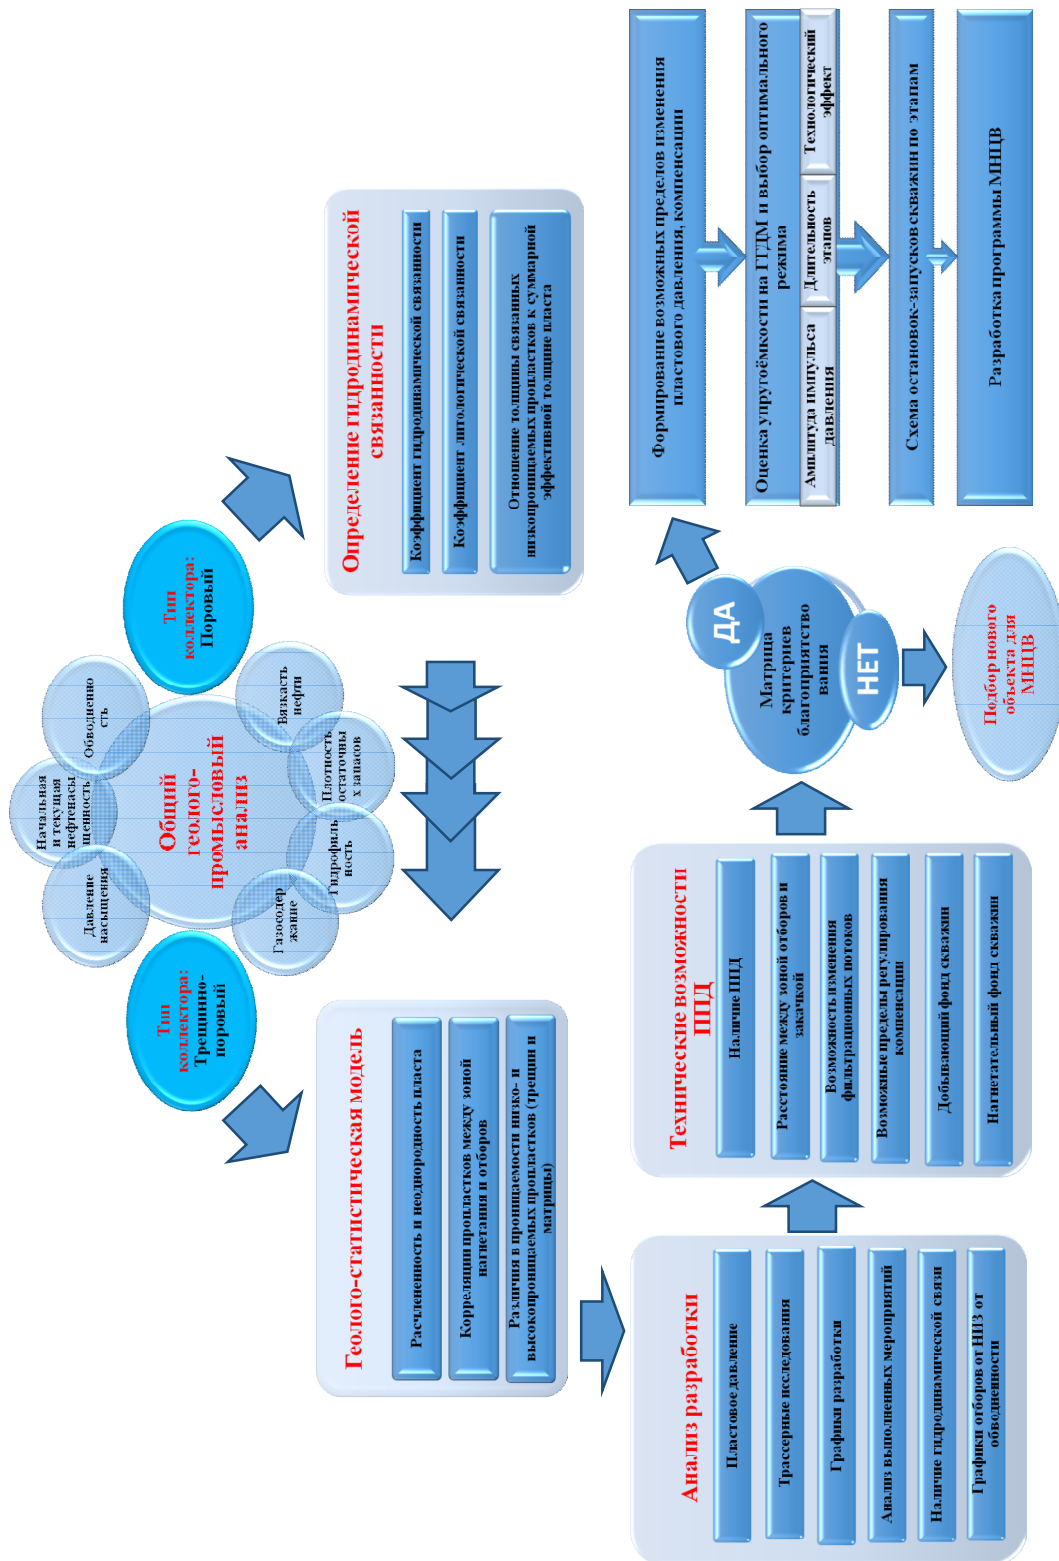 Тип
коллектора:
Трещинно-
поровый
Давление
насыщения
Начальная
и текущая
нефтенасы
щенность
Обводненно
сть
Общий
геолого-
промысловый
анализ
Газосодер
жание
Гидрофиль
ность
Плотность
остаточны
х запасов
Вязкасть
нефти
Тип
коллектора:
Поровый
Геолого-статистическая модель
Расчлененность и неоднородность пласта
Корреляции пропластков между зоной
нагнетания и отборов
Различия в проницаемости низко- и
высокопроницаемых пропластков (трещин и
матрицы)
Определение гидродинамической
связанности
Коэффициент гидродинамической связанности
Коэффициент литологической связанности
Отношение толщины связанных
низкопроницаемых пропластков к суммарной
эффективной толщине пласта
Анализ разработки
Пластовое давление
Трассерные исследования
Графики разработки
Анализ выполненных мероприятий
Наличие гидродинамической связи
Графики отборов от НИЗ от
обводненности
Технические возможности
ППД
Наличие ППД
Расстояние между зоной отборов и
закачкой
Возможность изменения
фильтрационных потоков
Возможные пределы регулирования
компенсации
Добывающий фонд скважин
Нагнетательный фонд скважин
Матрица
критериев
благоприятство
вания
ДА
НЕТ
Подбор нового
объекта для
МНЦВ
Формирование возможных пределов изменения
пластового давления, компенсации
Оценка упругоёмкости на ГГДМ и выбор оптимального
режима
Амплитуда импульса
давления
Длительность
этапов
Технологический
эффект
Схема остановок-запусков скважин по этапам
Разработка программы МНЦВ